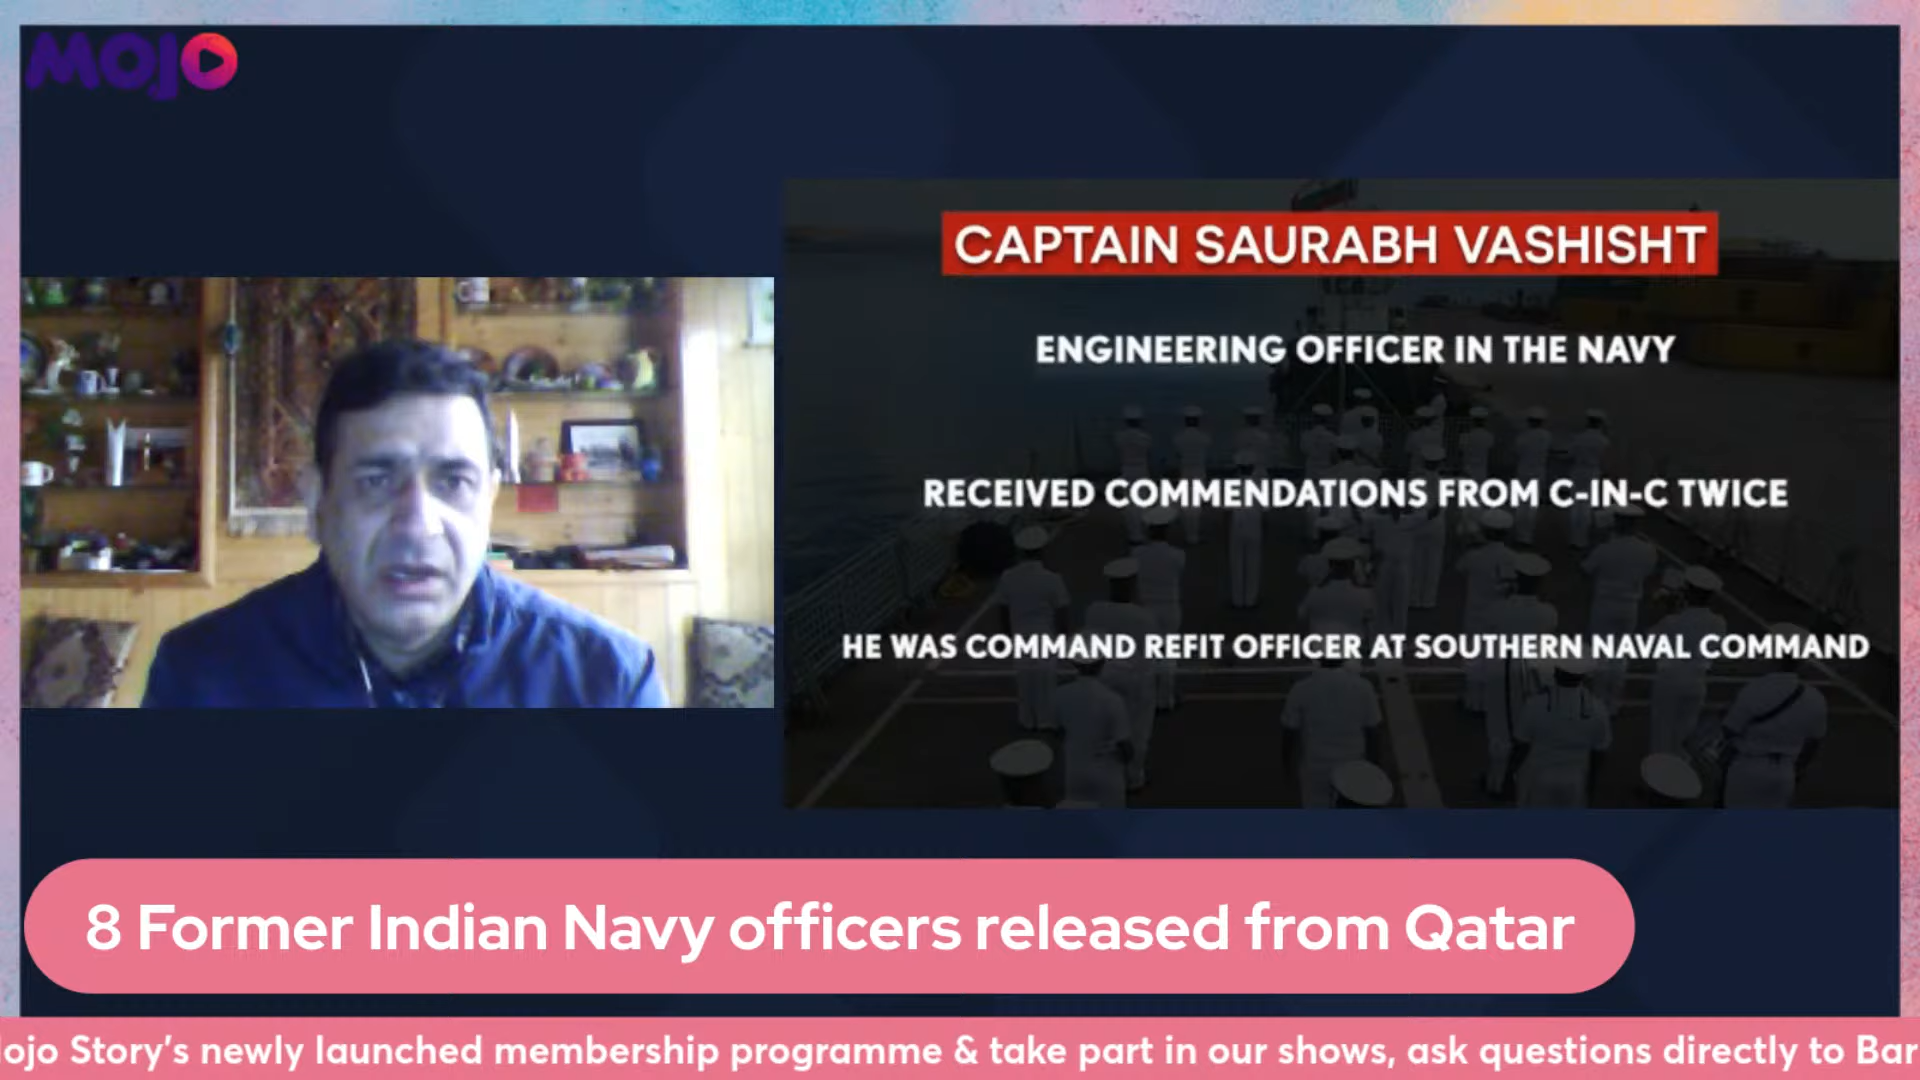 MOJO
CAPTAIN SAURABH VASHISHT
ENGINEERING OFFICER IN THE NAVY
RECEIVED COMMENDATIONS FROM C-IN-C TWICE
HE WAS COMMAND REFIT OFFICER AT SOUTHERN NAVAL COMMAND
8 Former Indian Navy officers released from Qatar
ojo Story's newly launched membership programme & take part in our shows, ask questions directly to Bar